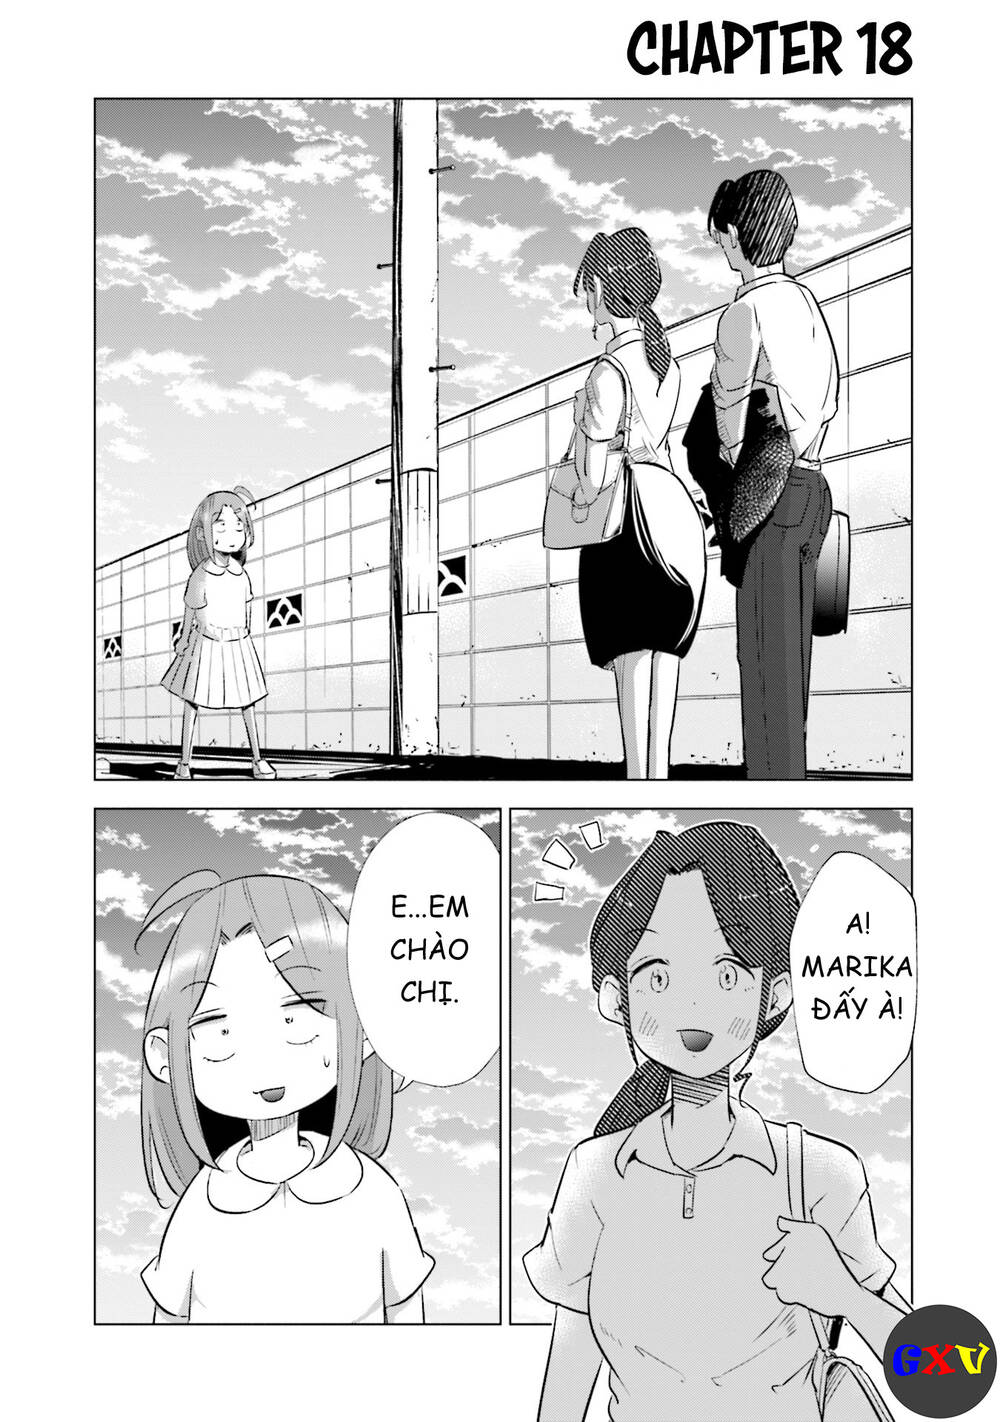 CHAPTER 18
A!
MARIKA
ĐẤY À!
E...EM
CHÀO
CHỊ.
GXV